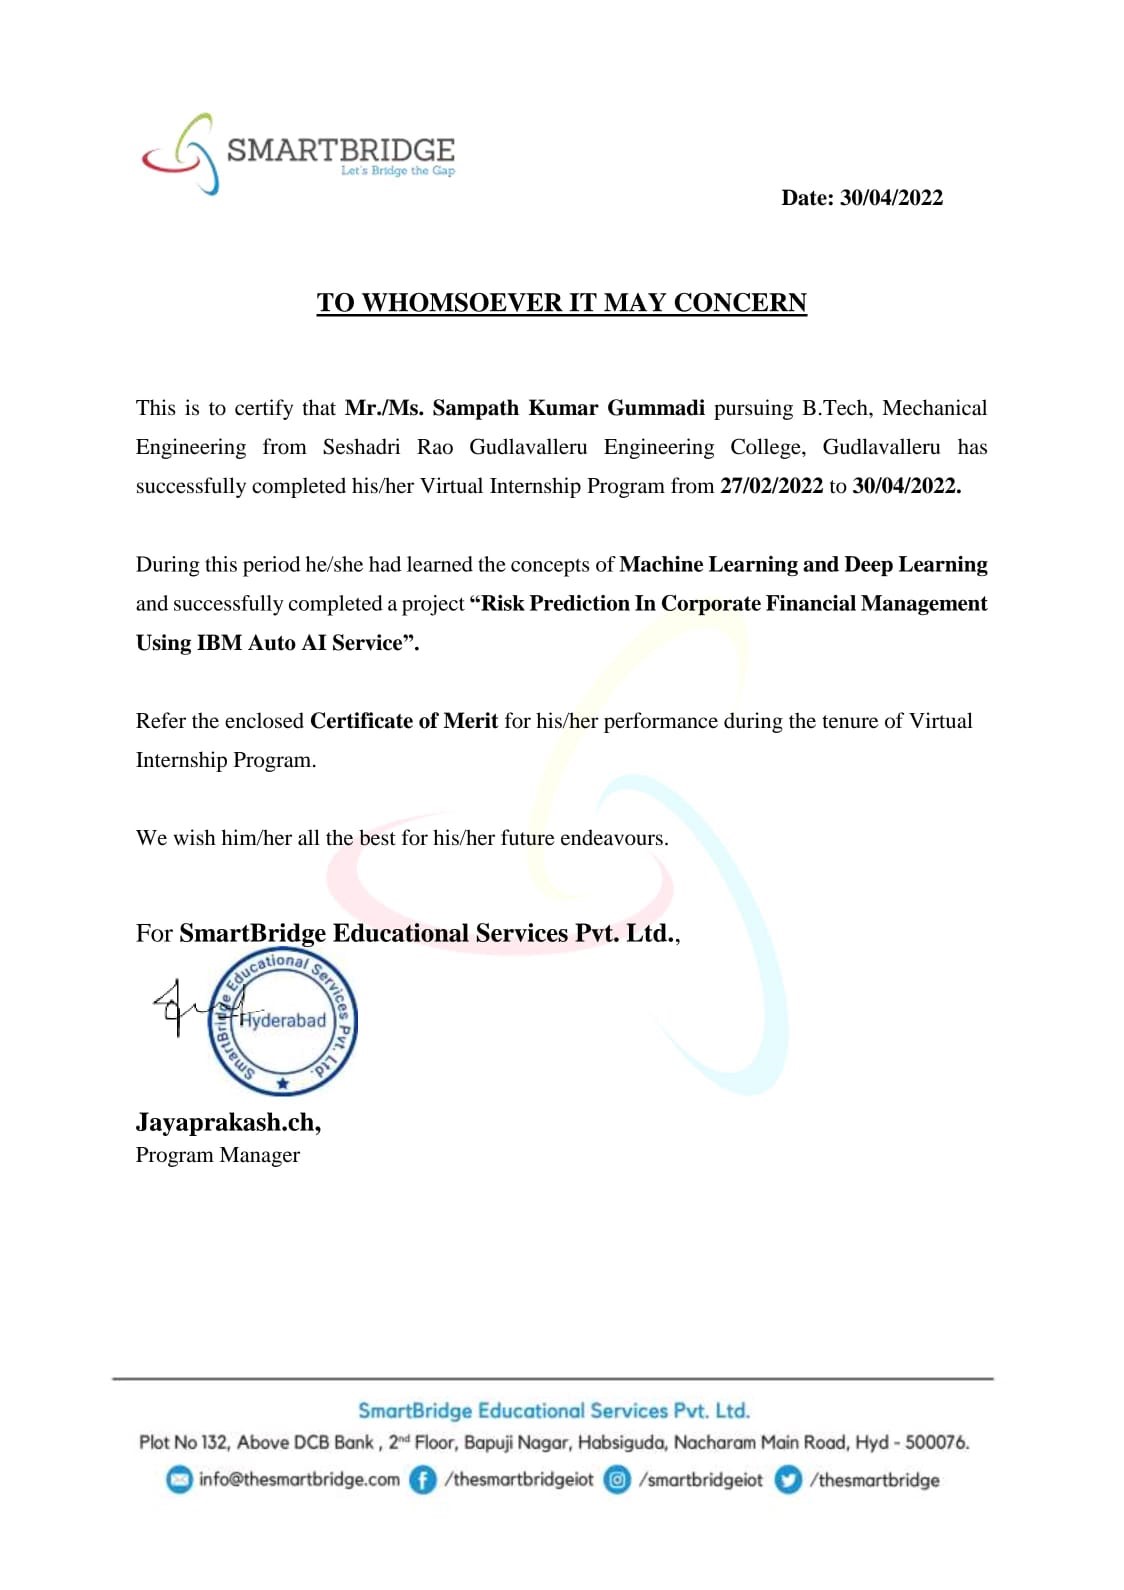 SMARTBRIDGE
Let's Bridge the Gap
Date: 30/04/2022
TO WHOMSOEVER IT MAY CONCERN
This is to certify that Mr./Ms. Sampath Kumar Gummadi pursuing B.Tech, Mechanical
Engineering from Seshadri Rao Gudlavalleru Engineering College, Gudlavalleru has
successfully completed his/her Virtual Internship Program from 27/02/2022 to 30/04/2022.
During this period he/she had learned the concepts of Machine Learning and Deep Learning
and successfully completed a project “Risk Prediction In Corporate Financial Management
Using IBM Auto AI Service”.
Refer the enclosed Certificate of Merit for his/her performance during the tenure of Virtual
Internship Program.
We wish him/her all the best for his/her future endeavours.
For SmartBridge Educational Services Pvt. Ltd.,
SmartBridge Educational Services Pvt. Ltd.
Hyderabad
Jayaprakash.ch,
Program Manager
SmartBridge Educational Services Pvt. Ltd.
Plot No 132, Above DCB Bank , 2nd Floor, Bapuji Nagar, Habsiguda, Nacharam Main Road, Hyd - 500076.
info@thesmartbridge.com /thesmartbridgeiot /smartbridgeiot /thesmartbridge